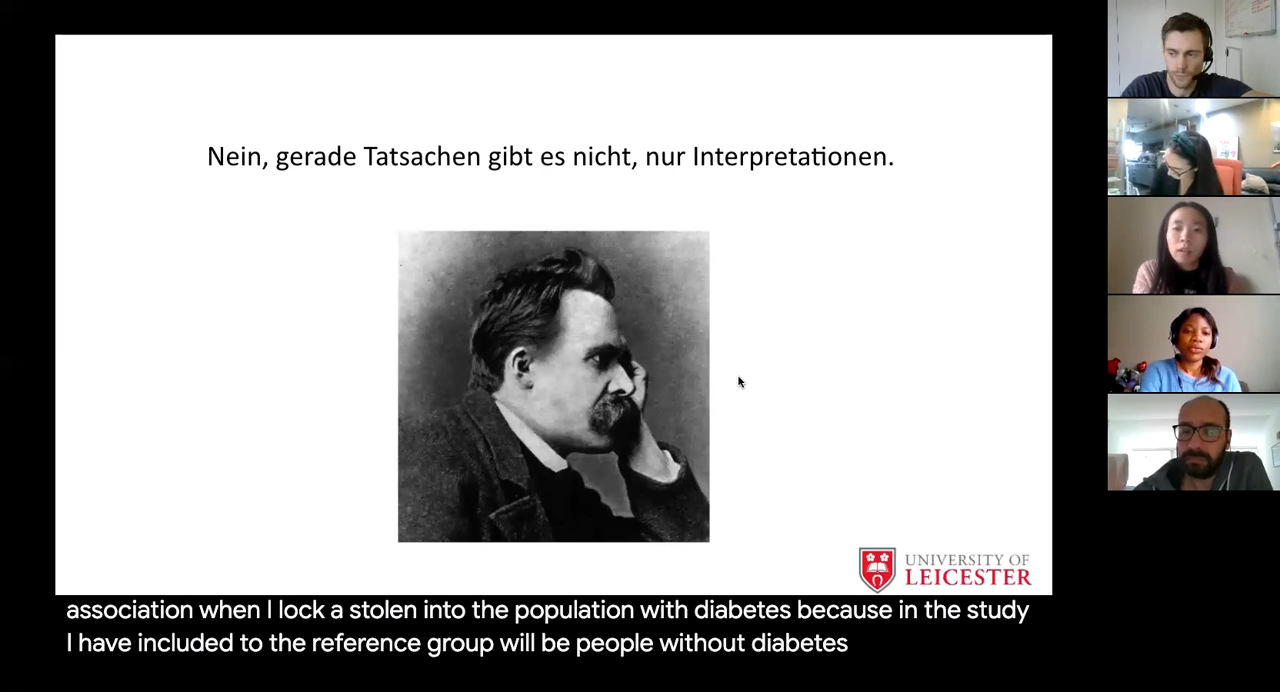 Nein, gerade Tatsachen gibt es nicht, nur Interpretationen.
UNIVERSITY OF
LEICESTER
association when I lock a stolen into the population with diabetes because in the study
I have included to the reference group will be people without diabetes